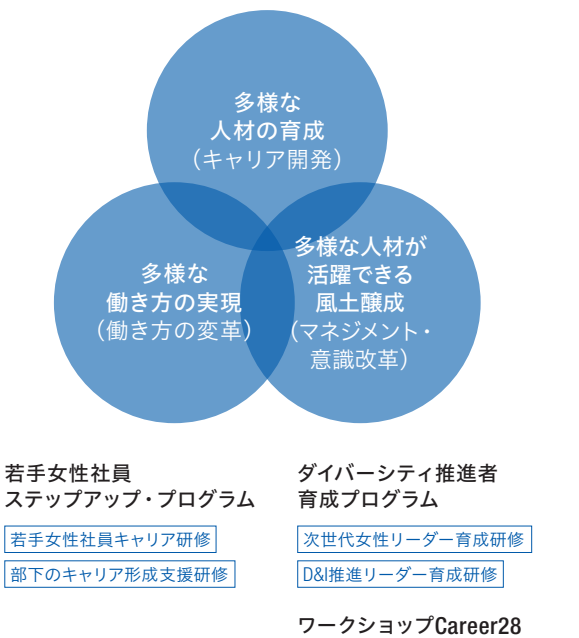 多様な
人材の育成
（キャリア開発）
多様な
働き方の実現
（働き方の変革）
多様な人材が
活躍できる
風土醸成
（マネジメント・
意識改革）
若手女性社員
ステップアップ・プログラム
若手女性社員キャリア研修
部下のキャリア形成支援研修
ダイバーシティ推進者
育成プログラム
次世代女性リーダー育成研修
D&I推進リーダー育成研修
ワークショップCareer28